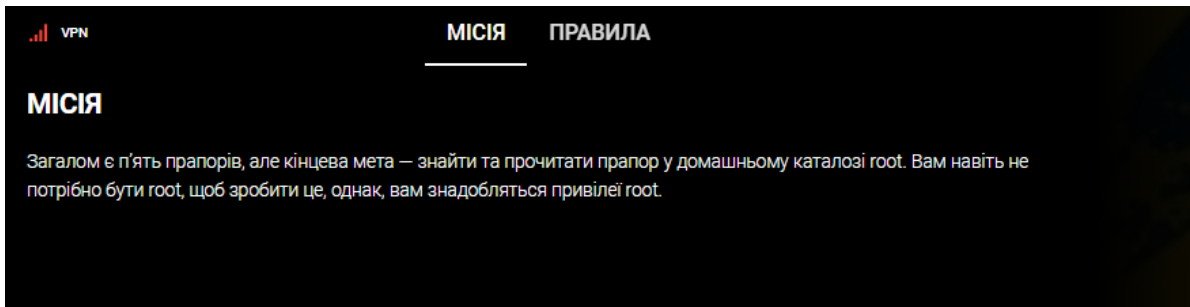 VPN
МІСІЯ ПРАВИЛА
МІСІЯ
Загалом є п’ять прапорів, але кінцева мета — знайти та прочитати прапор у домашньому каталозі root. Вам навіть не
потрібно бути root, щоб зробити це, однак, вам знадобляться привілеї root.